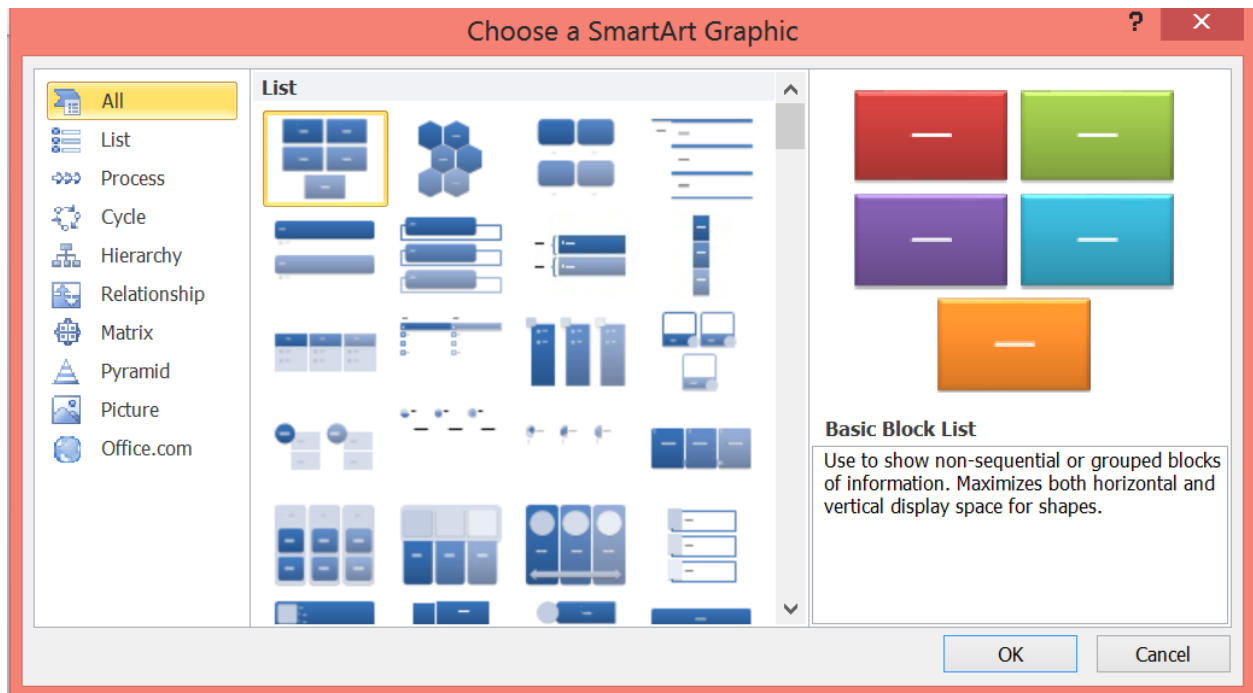 Choose a SmartArt Graphic
?
All
List
Process
Cycle
Hierarchy
Relationship
Matrix
Pyramid
Picture
Office.com
List
Basic Block List
Use to show non-sequential or grouped blocks
of information. Maximizes both horizontal and
vertical display space for shapes.
OK
Cancel